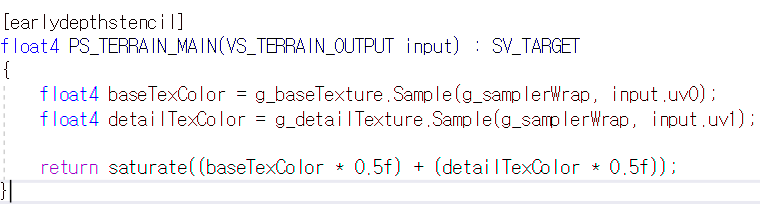 [earlydepthstencil]
float4 PS_TERRAIN_MAIN(VS_TERRAIN_OUTPUT input) : SV_TARGET
{
float4 baseTexColor = g_baseTexture.Sample(g_samplerWrap, input.uv0);
float4 detailTexColor = g_detailTexture.Sample(g_samplerWrap, input.uv1);
return saturate((baseTexColor * 0.5f) + (detailTexColor * 0.5f));
}